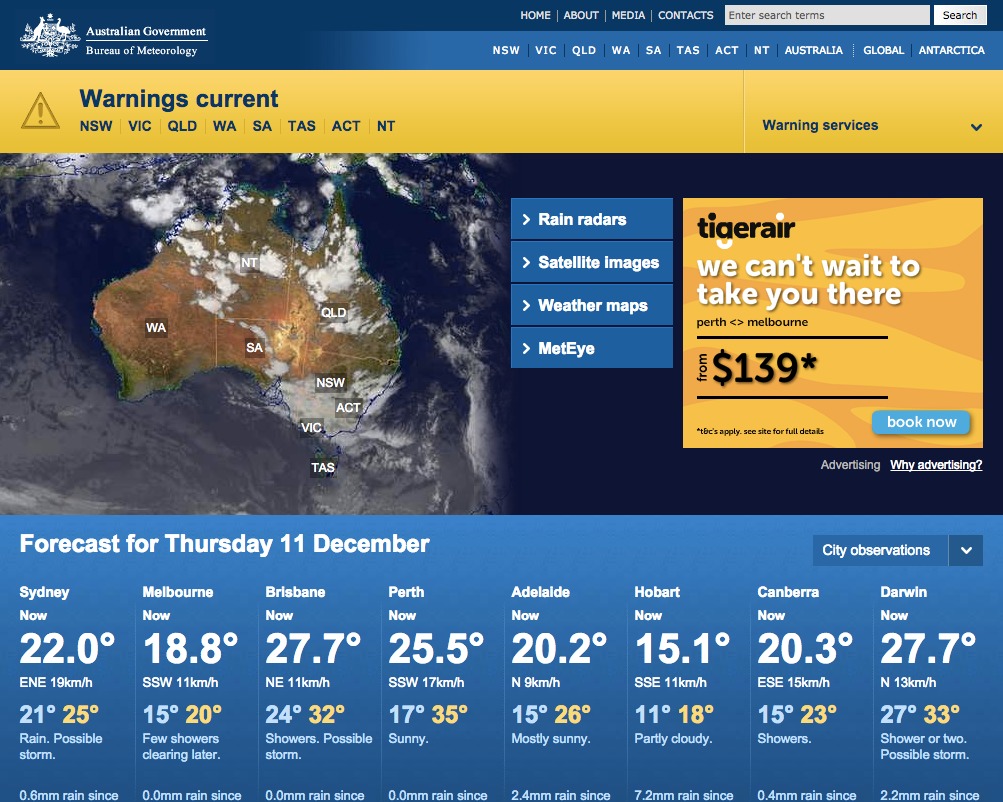 HOME ABOUT MEDIA CONTACTS Enter search terms Search
Australian Government
Bureau of Meteorology
NSW VIC QLD WA SA TAS ACT NT AUSTRALIA GLOBAL ANTARCTICA
Warnings current
NSW VIC QLD WA SA TAS ACT NT
Warning services
NT
QLD
WA
SA
NSW
ACT
VIC
TAS
Rain radars
Satellite images
Weather maps
MetEye
tigerair
we can't wait to
take you there
perth <> melbourne
from $139*
*t&c's apply. see site for full details
book now
Advertising Why advertising?
Forecast for Thursday 11 December
City observations
Sydney
Now
22.0°
ENE 19km/h
21° 25°
Rain. Possible
storm.
0.6mm rain since
Melbourne
Now
18.8°
SSW 11km/h
15° 20°
Few showers
clearing later.
0.0mm rain since
Brisbane
Now
27.7°
NE 11km/h
24° 32°
Showers. Possible
storm.
0.0mm rain since
Perth
Now
25.5°
SSW 17km/h
17° 35°
Sunny.
0.0mm rain since
Adelaide
Now
20.2°
N 9km/h
15° 26°
Mostly sunny.
2.4mm rain since
Hobart
Now
15.1°
SSE 11km/h
11° 18°
Partly cloudy.
7.2mm rain since
Canberra
Now
20.3°
ESE 15km/h
15° 23°
Showers.
0.4mm rain since
Darwin
Now
27.7°
N 13km/h
27° 33°
Shower or two.
Possible storm.
2.2mm rain since